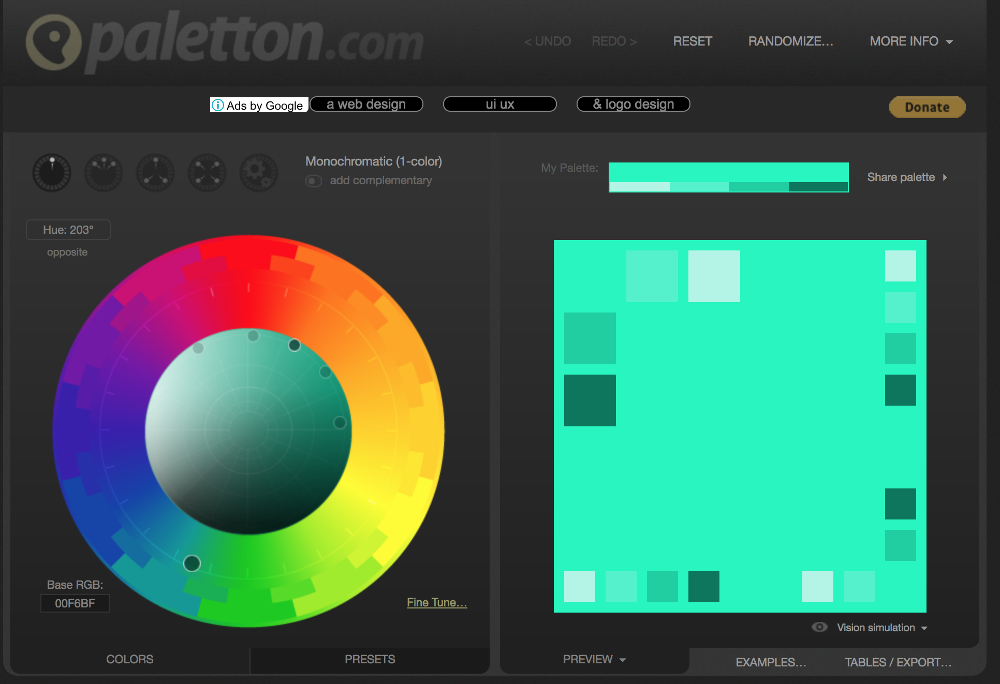 paletton.com
< UNDO REDO > RESET RANDOMIZE... MORE INFO
Ads by Google a web design ui ux & logo design Donate
Monochromatic (1-color)
add complementary
My Palette: Share palette
Hue: 203°
opposite
Base RGB:
00F6BF
Fine Tune...
Vision simulation
COLORS PRESETS PREVIEW EXAMPLES... TABLES / EXPORT...